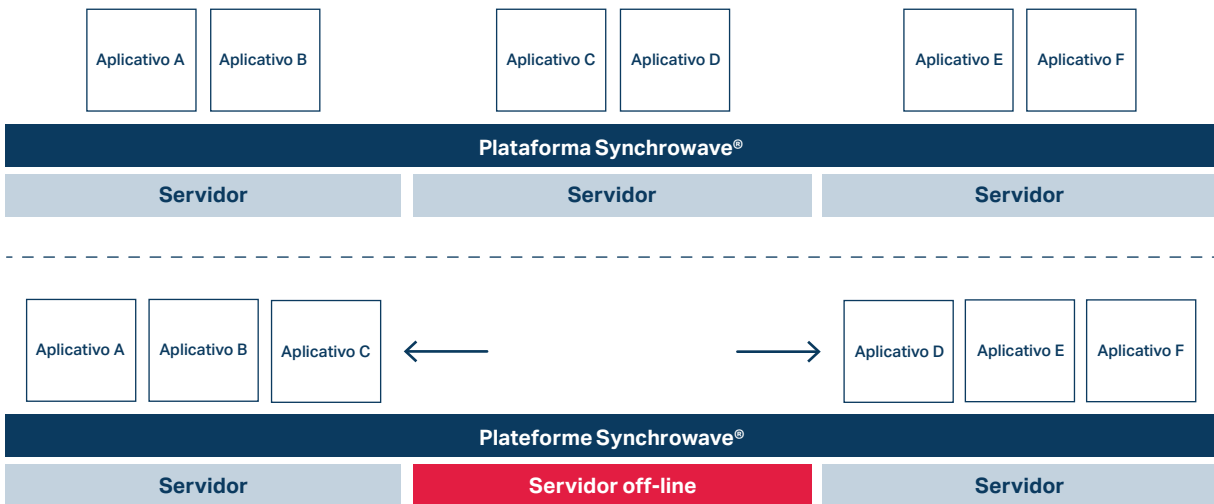 Aplicativo A
Aplicativo B
Aplicativo C
Aplicativo D
Aplicativo E
Aplicativo F
Plataforma Synchrowave®
Servidor
Servidor
Servidor
Aplicativo A
Aplicativo B
Aplicativo C
Aplicativo D
Aplicativo E
Aplicativo F
Plateforme Synchrowave®
Servidor
Servidor off-line
Servidor